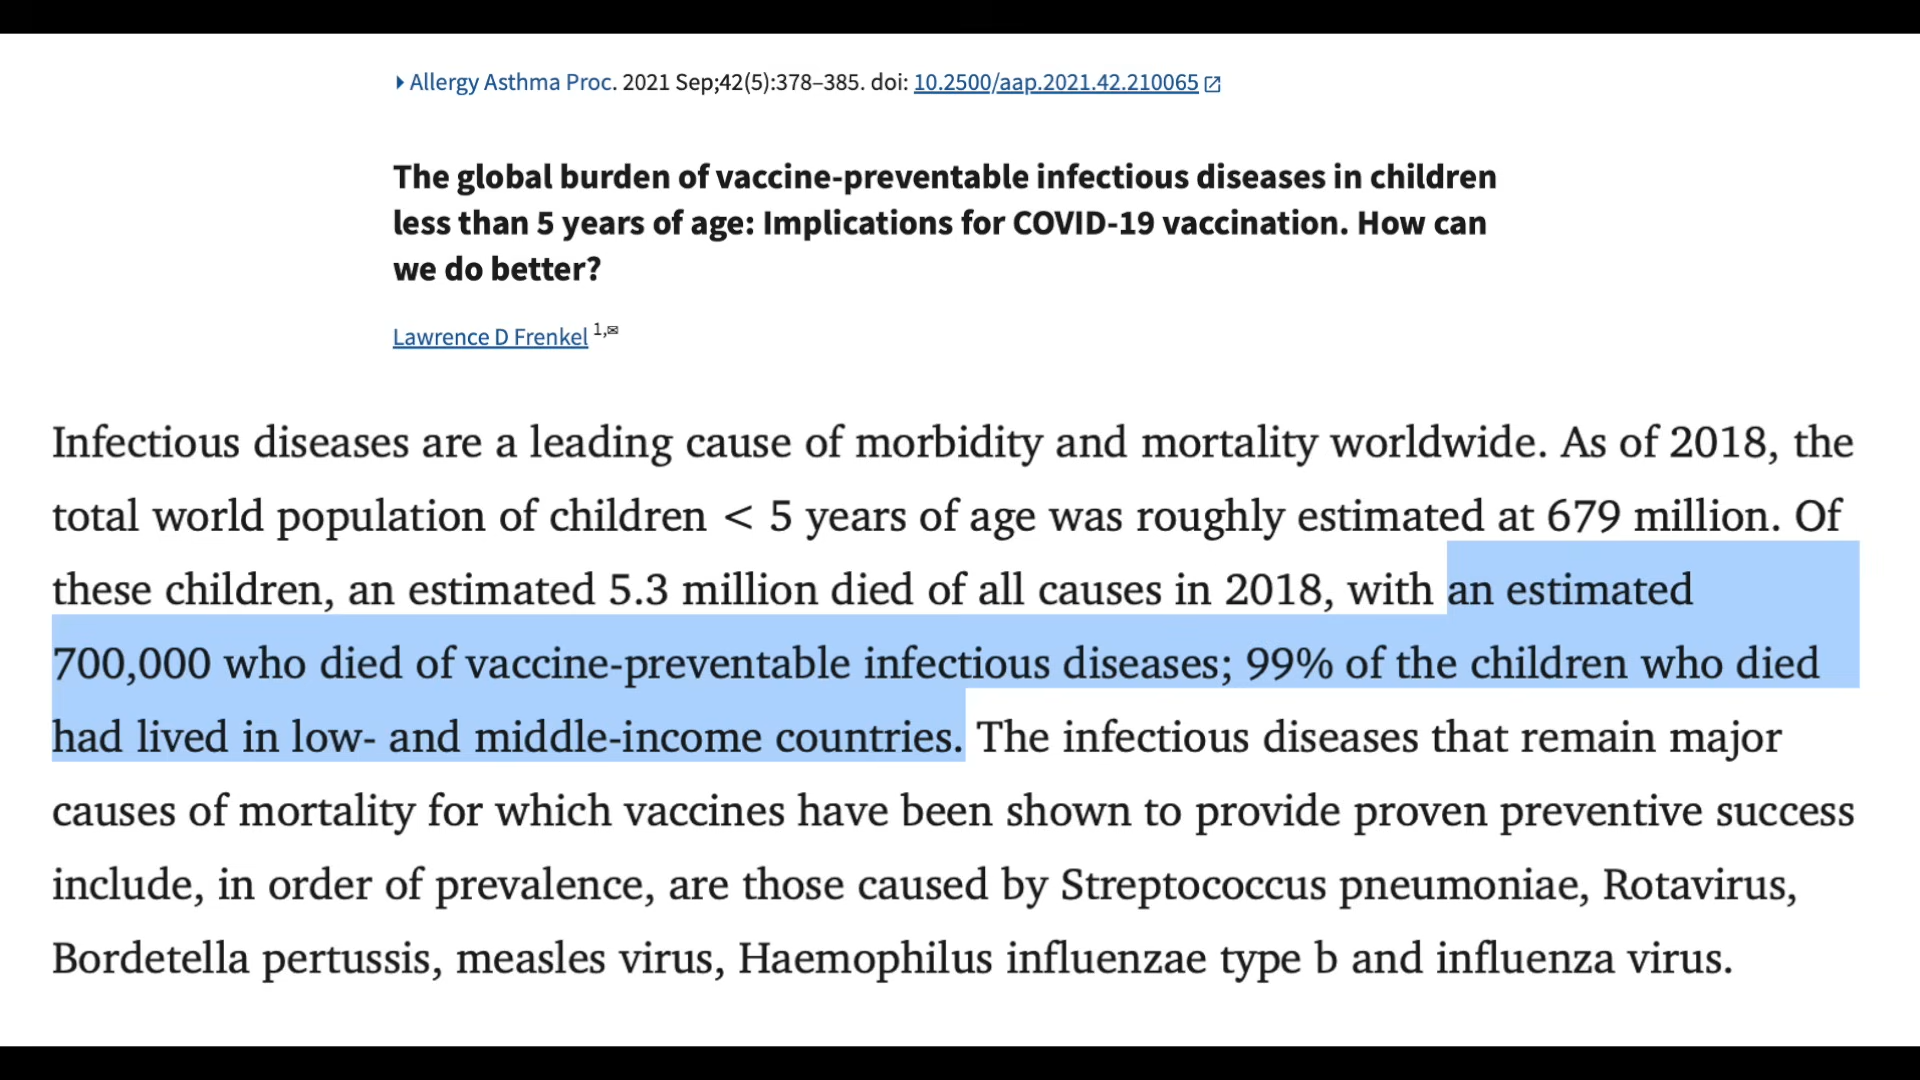 Allergy Asthma Proc. 2021 Sep;42(5):378–385. doi: 10.2500/aap.2021.42.210065
The global burden of vaccine-preventable infectious diseases in children
less than 5 years of age: Implications for COVID-19 vaccination. How can
we do better?
Lawrence D Frenkel 1,✉
Infectious diseases are a leading cause of morbidity and mortality worldwide. As of 2018, the
total world population of children < 5 years of age was roughly estimated at 679 million. Of
these children, an estimated 5.3 million died of all causes in 2018, with an estimated
700,000 who died of vaccine-preventable infectious diseases; 99% of the children who died
had lived in low- and middle-income countries. The infectious diseases that remain major
causes of mortality for which vaccines have been shown to provide proven preventive success
include, in order of prevalence, are those caused by Streptococcus pneumoniae, Rotavirus,
Bordetella pertussis, measles virus, Haemophilus influenzae type b and influenza virus.